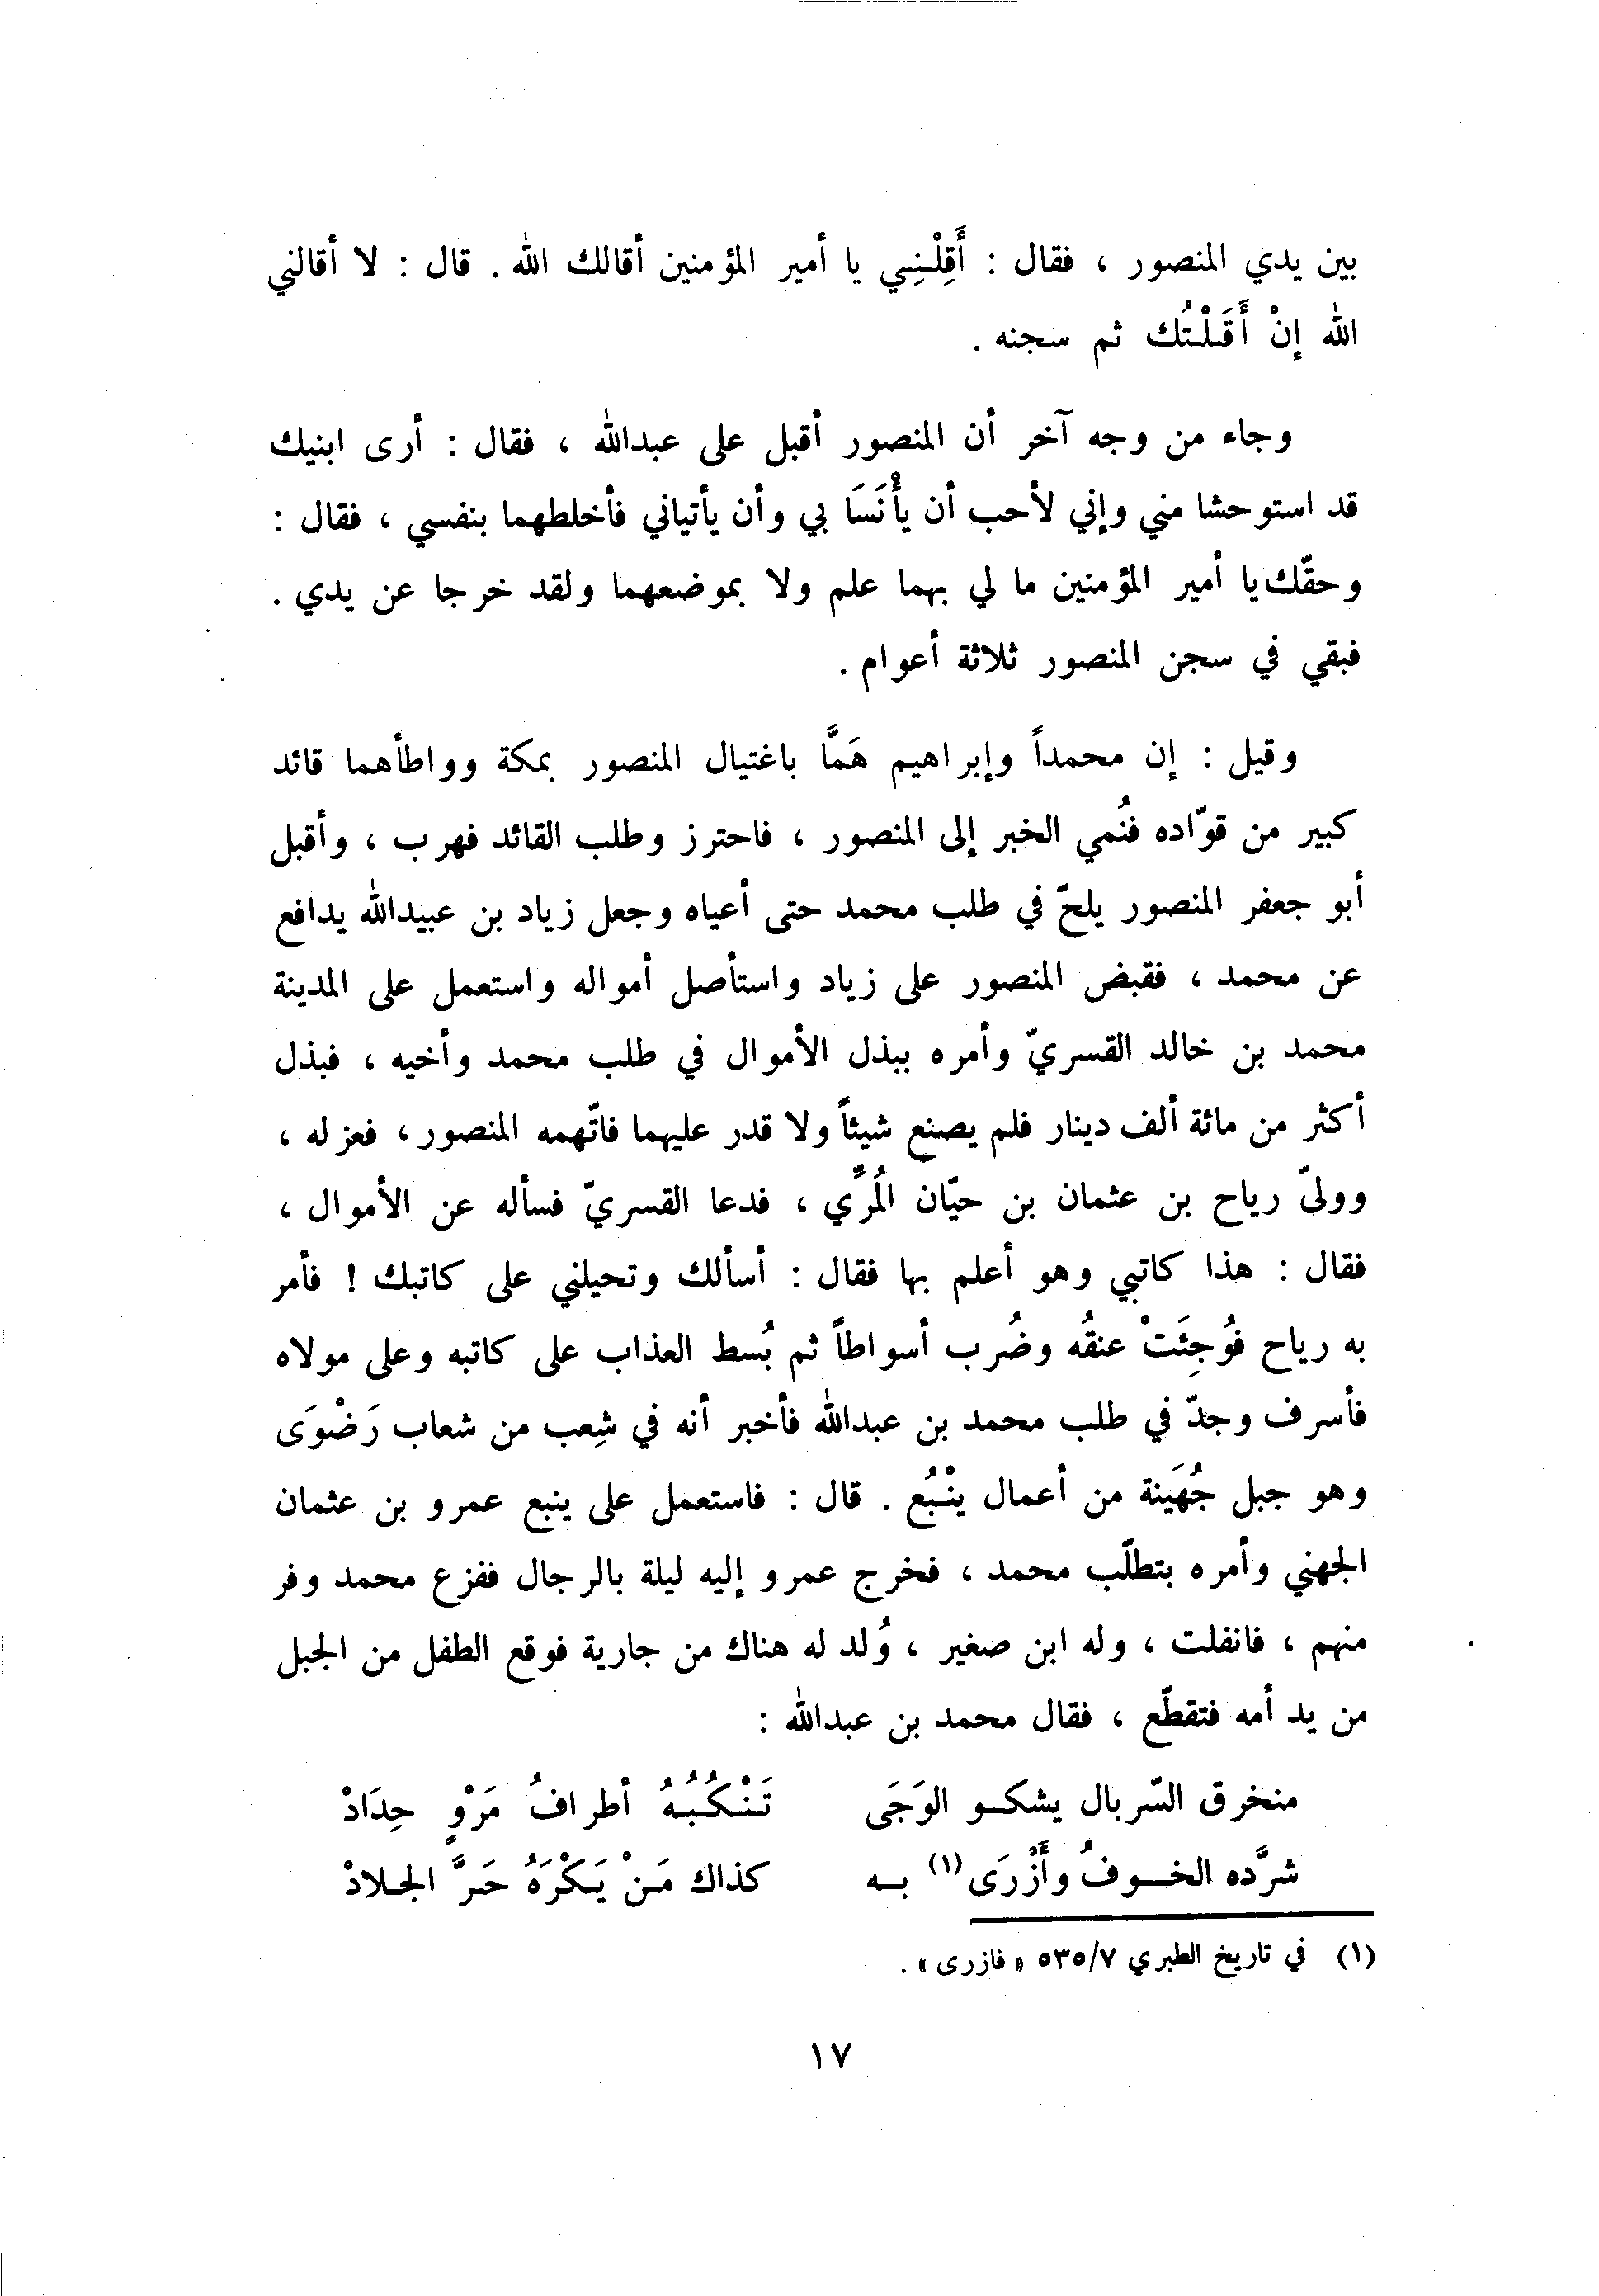 بين يدي المنصور ، فقال : أَقِلْنِي يا أمير المؤمنين أقالك الله . قال : لا أقالني
الله إنْ أَقَلْتُك ثم سجنه .
وجاء من وجه آخر أن المنصور أقبل على عبدالله ، فقال : أرى ابنيك
قد استوحشا مني وإني لأحب أن يأْنَسَا بي وأن يأتياني فأخلطهما بنفسي ، فقال :
وحقّك يا أمير المؤمنين ما لي بهما علم ولا بموضعهما ولقد خرجا عن يدي .
فبقي في سجن المنصور ثلاثة أعوام .
وقيل : إن محمداً وإبراهيم هَمَّا باغتيال المنصور بمكة وواطأهما قائد
كبير من قوّاده فنُمي الخبر إلى المنصور ، فاحترز وطلب القائد فهرب ، وأقبل
أبو جعفر المنصور يلحّ في طلب محمد حتى أعياه وجعل زياد بن عبيدالله يدافع
عن محمد ، فقبض المنصور على زياد واستأصل أمواله واستعمل على المدينة
محمد بن خالد القسريّ وأمره ببذل الأموال في طلب محمد وأخيه ، فبذل
أكثر من مائة ألف دينار فلم يصنع شيئاً ولا قدر عليهما فاتّهمه المنصور ، فعزله ،
وولىّ رياح بن عثمان بن حيّان المُرِّي ، فدعا القسريّ فسأله عن الأموال ،
فقال : هذا كاتبي وهو أعلم بها فقال : أسألك وتحيلني على كاتبك ! فأمر
به رياح فوُجِئَتْ عنقُه وضُرب أسواطاً ثم بُسط العذاب على كاتبه وعلى مولاه
فأسرف وجدّ في طلب محمد بن عبدالله فأخبر أنه في شِعب من شعاب رَضْوَى
وهو جبل جُهَينة من أعمال ينْبُع . قال : فاستعمل على ينبع عمرو بن عثمان
الجهني وأمره بتطلّب محمد ، فخرج عمرو إليه ليلة بالرجال ففزع محمد وفر
منهم ، فانفلت ، وله ابن صغير ، وُلد له هناك من جارية فوقع الطفل من الجبل
من يد أمه فتقطّع ، فقال محمد بن عبدالله :
منخرق السّربال يشكو الوَجَى تَنْكُبُهُ أطرافُ مَرْوٍ حِدَادْ
شرَّده الخوفُ وأَزْرَى (١) به كذاك مَنْ يَكْرَهُ حَرَّ الجلادْ
(١) في تاريخ الطبري ٥٣٥/٧ « فازرى » .
١٧